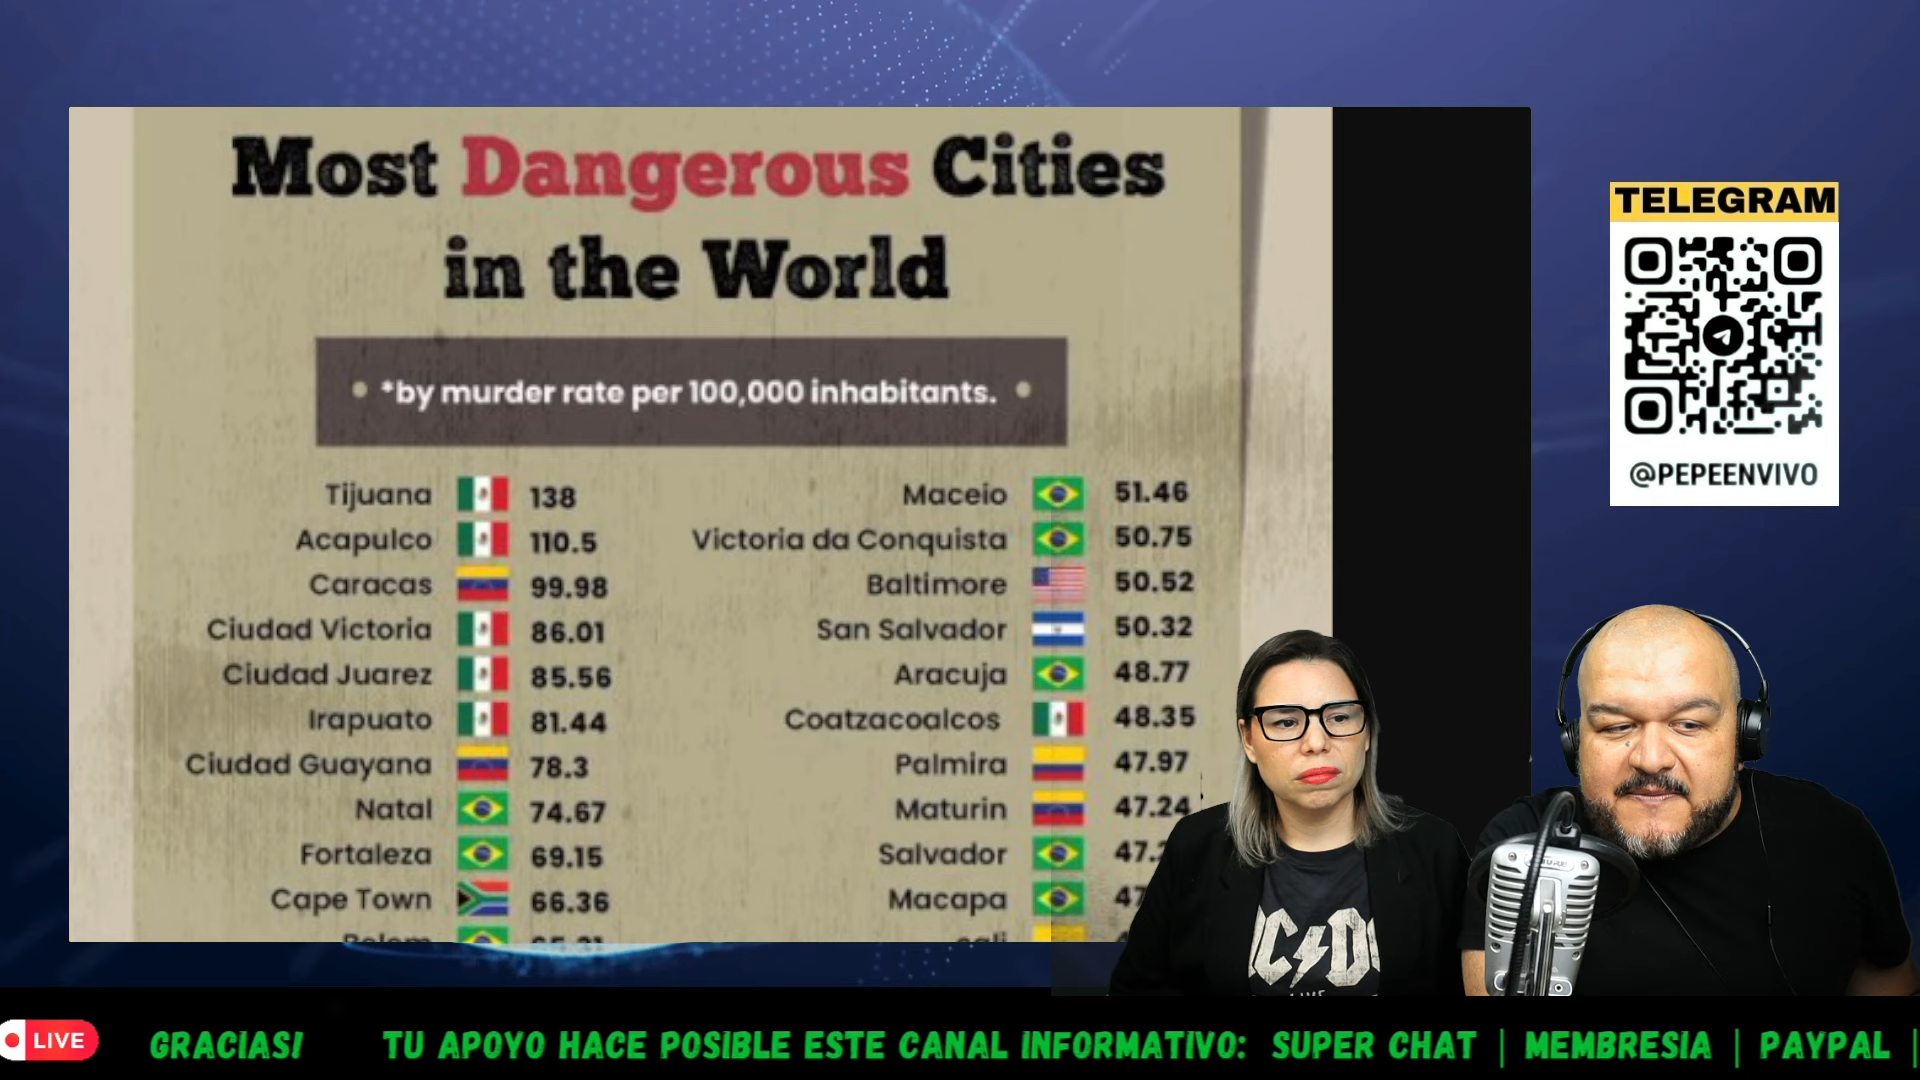 Most Dangerous Cities
in the World
*by murder rate per 100,000 inhabitants.
Tijuana 138
Acapulco 110.5
Caracas 99.98
Ciudad Victoria 86.01
Ciudad Juarez 85.56
Irapuato 81.44
Ciudad Guayana 78.3
Natal 74.67
Fortaleza 69.15
Cape Town 66.36
Maceio 51.46
Victoria da Conquista 50.75
Baltimore 50.52
San Salvador 50.32
Aracuja 48.77
Coatzacoalcos 48.35
Palmira 47.97
Maturin 47.24
Salvador
Macapa
TELEGRAM
@PEPEENVIVO
LIVE
GRACIAS! TU APOYO HACE POSIBLE ESTE CANAL INFORMATIVO: SUPER CHAT | MEMBRESIA | PAYPAL |